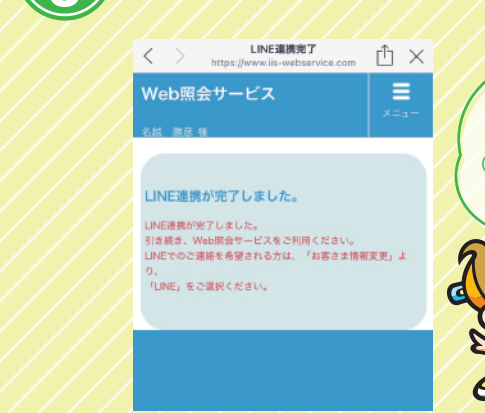 LINE連携完了
https://www.iis-webservice.com
Web照会サービス
メニュー
名越 勝彦 様
LINE連携が完了しました。
LINE連携が完了しました。
引き続き、Web照会サービスをご利用ください。
LINEでのご連絡を希望される方は、「お客さま情報変更」よ
り、
「LINE」をご選択ください。